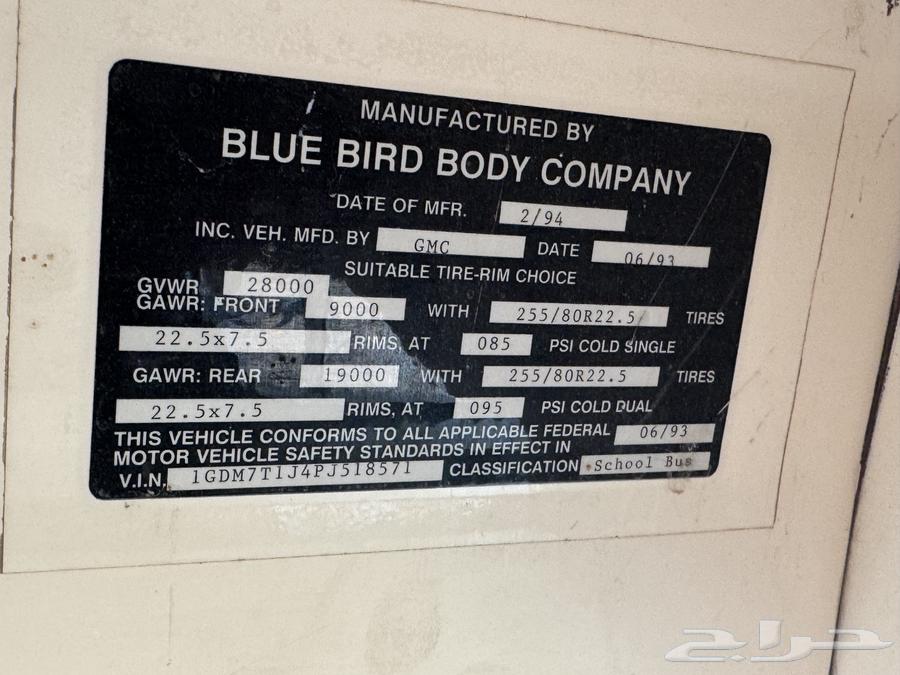 MANUFACTURED BY
BLUE BIRD BODY COMPANY
DATE OF MFR. 2/94
INC. VEH. MFD. BY GMC DATE 06/93
SUITABLE TIRE-RIM CHOICE
GVWR 28000
GAWR: FRONT 9000 WITH 255/80R22.5 TIRES
22.5x7.5 RIMS, AT 085 PSI COLD SINGLE
GAWR: REAR 19000 WITH 255/80R22.5 TIRES
22.5x7.5 RIMS, AT 095 PSI COLD DUAL
THIS VEHICLE CONFORMS TO ALL APPLICABLE FEDERAL 06/93
MOTOR VEHICLE SAFETY STANDARDS IN EFFECT IN
V.I.N. 1GDM7T1J4PJ518571 CLASSIFICATION School Bus
حراج